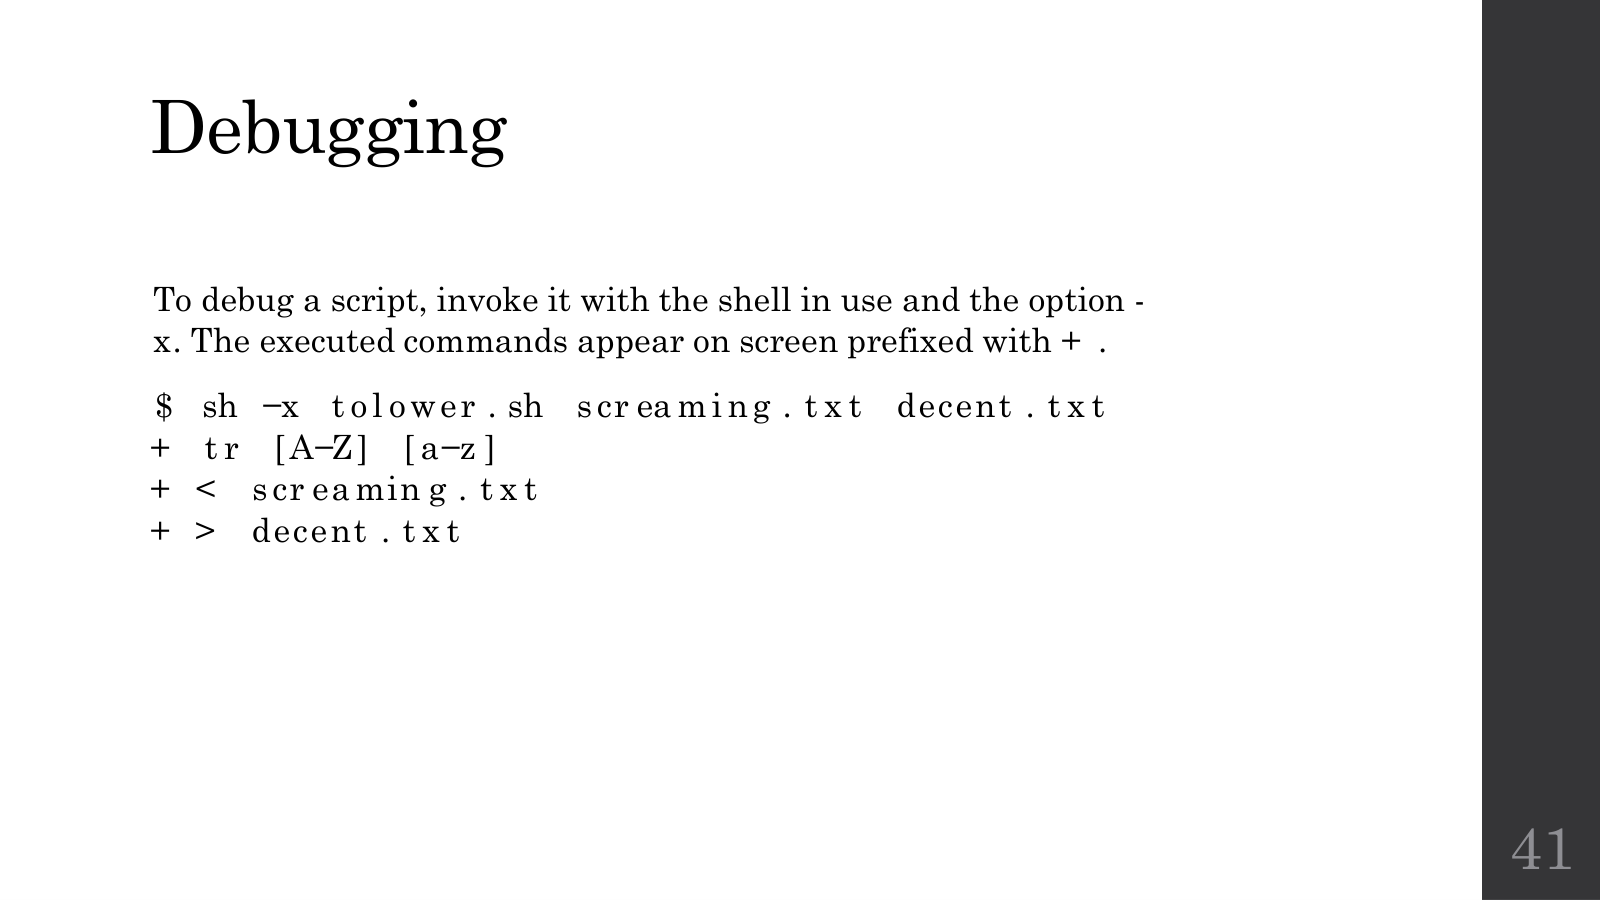 Debugging
To debug a script, invoke it with the shell in use and the option -
x. The executed commands appear on screen prefixed with + .
$ sh −x tolower.sh screaming.txt decent.txt
+ tr [A−Z] [a−z]
+ < screaming.txt
+ > decent.txt
41